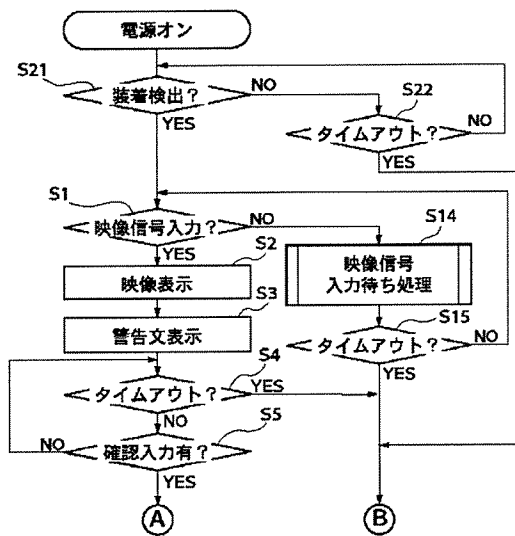 電源オン
S21
装着検出?
NO
YES
S22
タイムアウト?
NO
YES
S1
映像信号入力?
NO
YES
S14
映像信号
入力待ち処理
S2
映像表示
S3
警告文表示
S15
タイムアウト?
NO
YES
S4
タイムアウト?
YES
NO
S5
確認入力有?
NO
YES
A
B